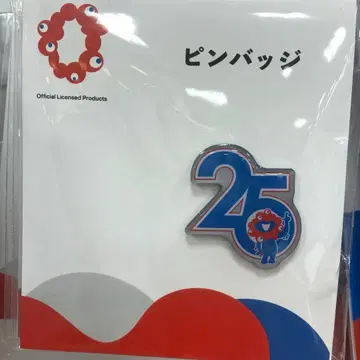 Official Licensed Products
ピンバッジ
25